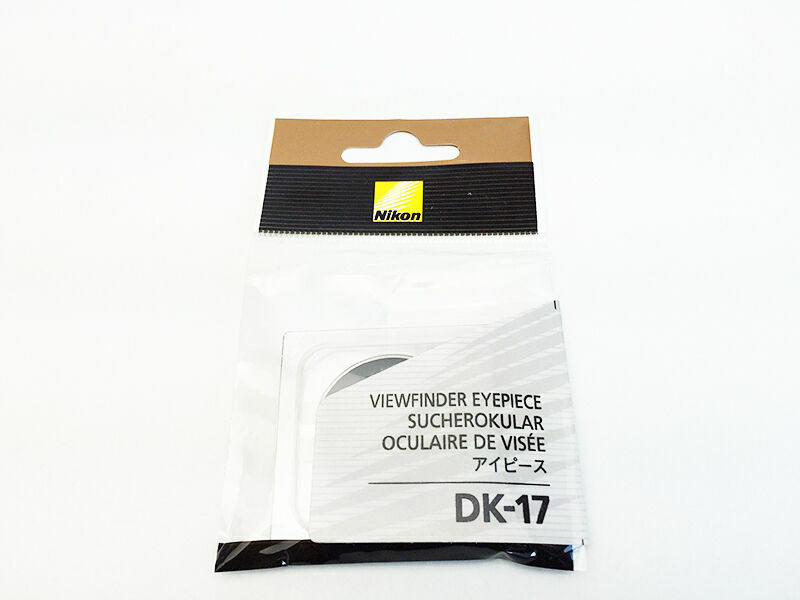 Nikon
VIEWFINDER EYEPIECE
SUCHEROKULAR
OCULAIRE DE VISÉE
アイピース
DK-17